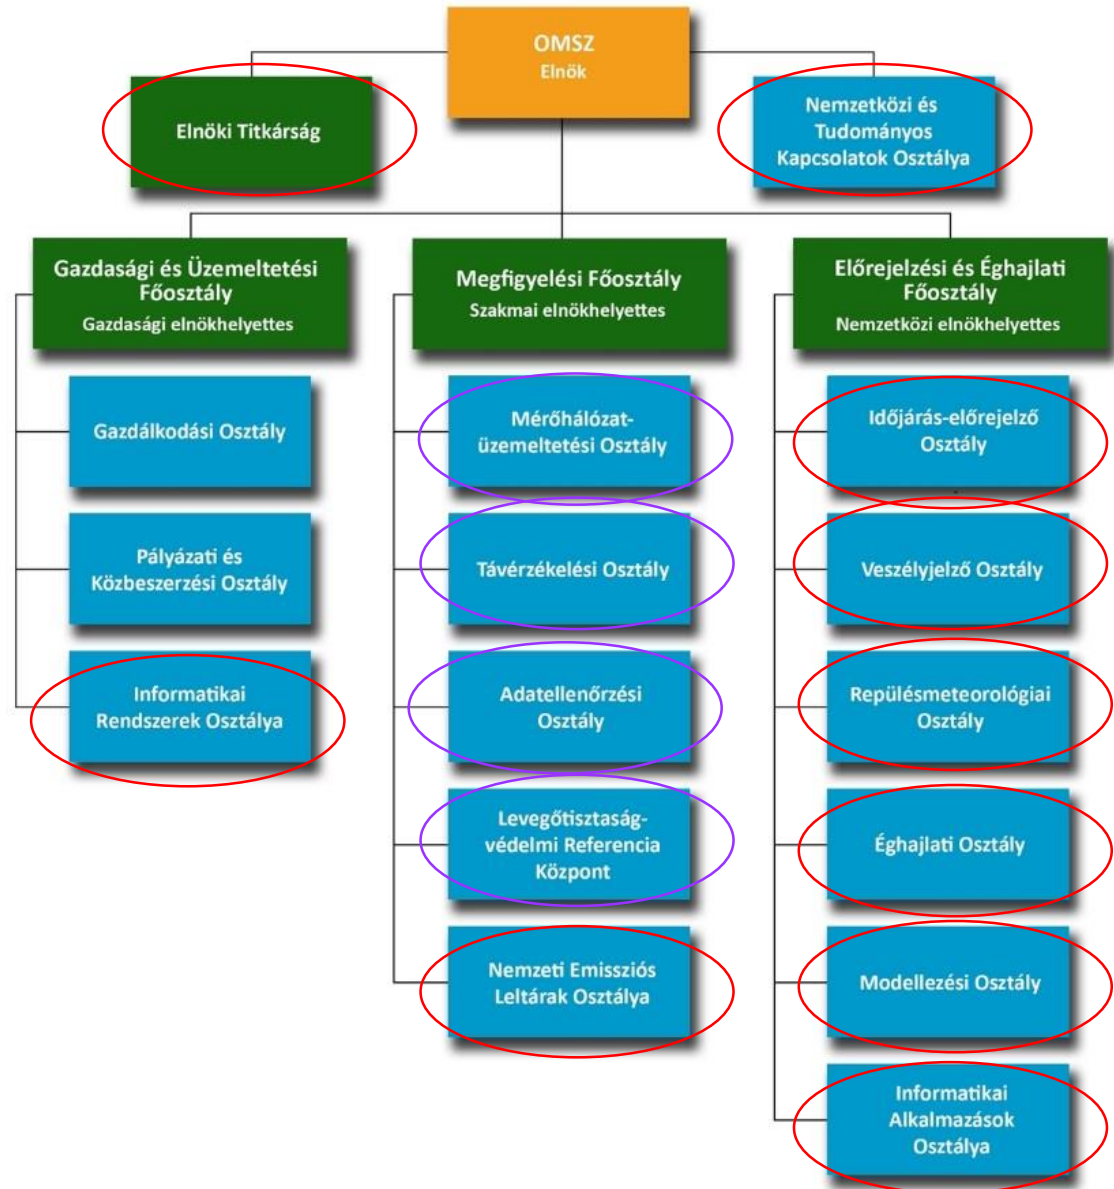 OMSZ
Elnök
Elnöki Titkárság
Nemzetközi és
Tudományos
Kapcsolatok Osztálya
Gazdasági és Üzemeltetési
Főosztály
Gazdasági elnökhelyettes
Gazdálkodási Osztály
Pályázati és
Közbeszerzési Osztály
Informatikai
Rendszerek Osztálya
Megfigyelési Főosztály
Szakmai elnökhelyettes
Mérőhálózat-
üzemeltetési Osztály
Távérzékelési Osztály
Adatellenőrzési
Osztály
Levegőtisztaság-
védelmi Referencia
Központ
Nemzeti Emissziós
Leltárak Osztálya
Előrejelzési és Éghajlati
Főosztály
Nemzetközi elnökhelyettes
Időjárás-előrejelző
Osztály
Veszélyjelző Osztály
Repülésmeteorológiai
Osztály
Éghajlati Osztály
Modellezési Osztály
Informatikai
Alkalmazások
Osztálya